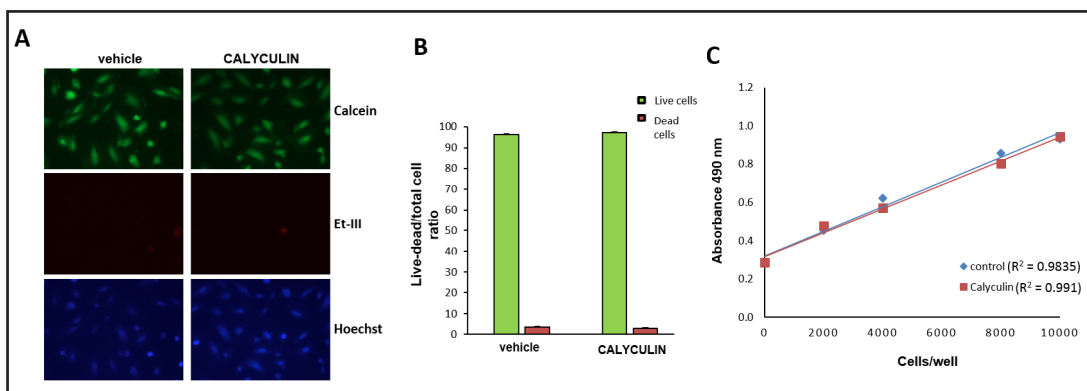 A
vehicle
CALYCULIN
Calcein
Et-III
Hoechst
B
Live cells
Dead
cells
Live-dead/total cell
ratio
100
90
80
70
60
50
40
30
20
10
0
vehicle
CALYCULIN
C
Absorbance 490 nm
1.2
1.0
0.8
0.6
0.4
0.2
0.0
control (R² = 0.9835)
Calyculin (R² = 0.991)
0 2000 4000 6000 8000 10000
Cells/well